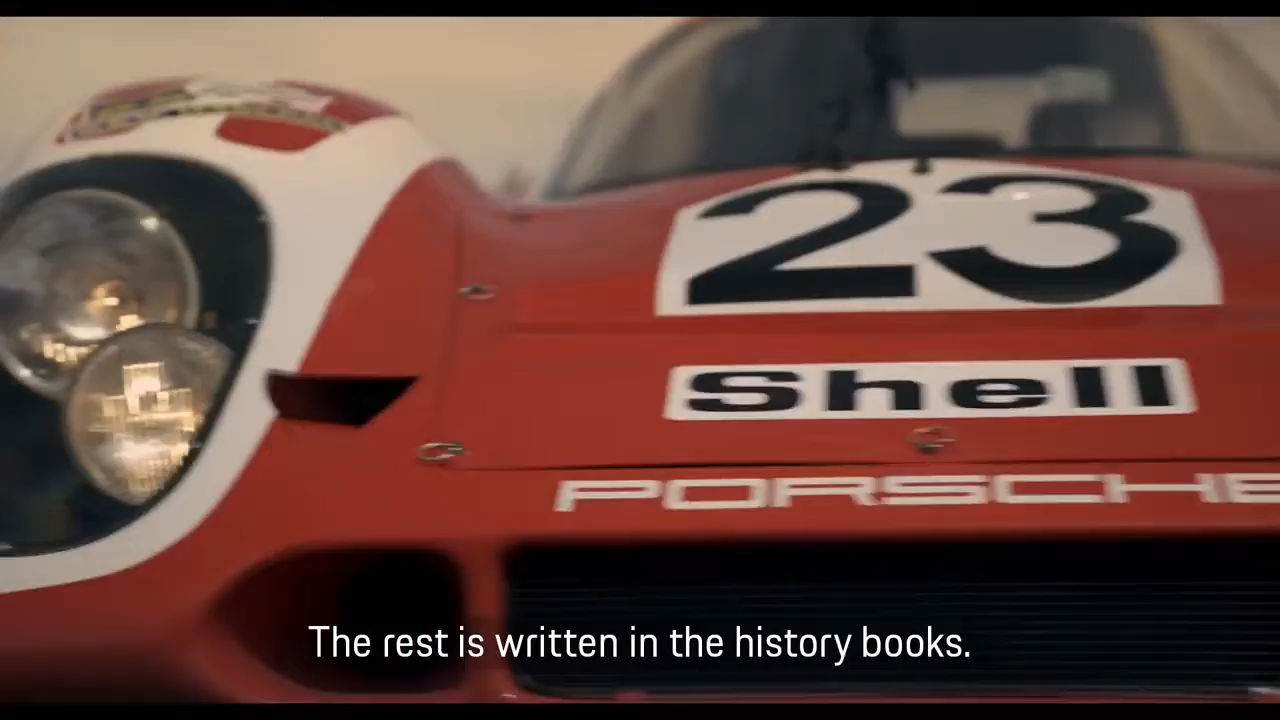 23
Shell
PORSCHE
The rest is written in the history books.